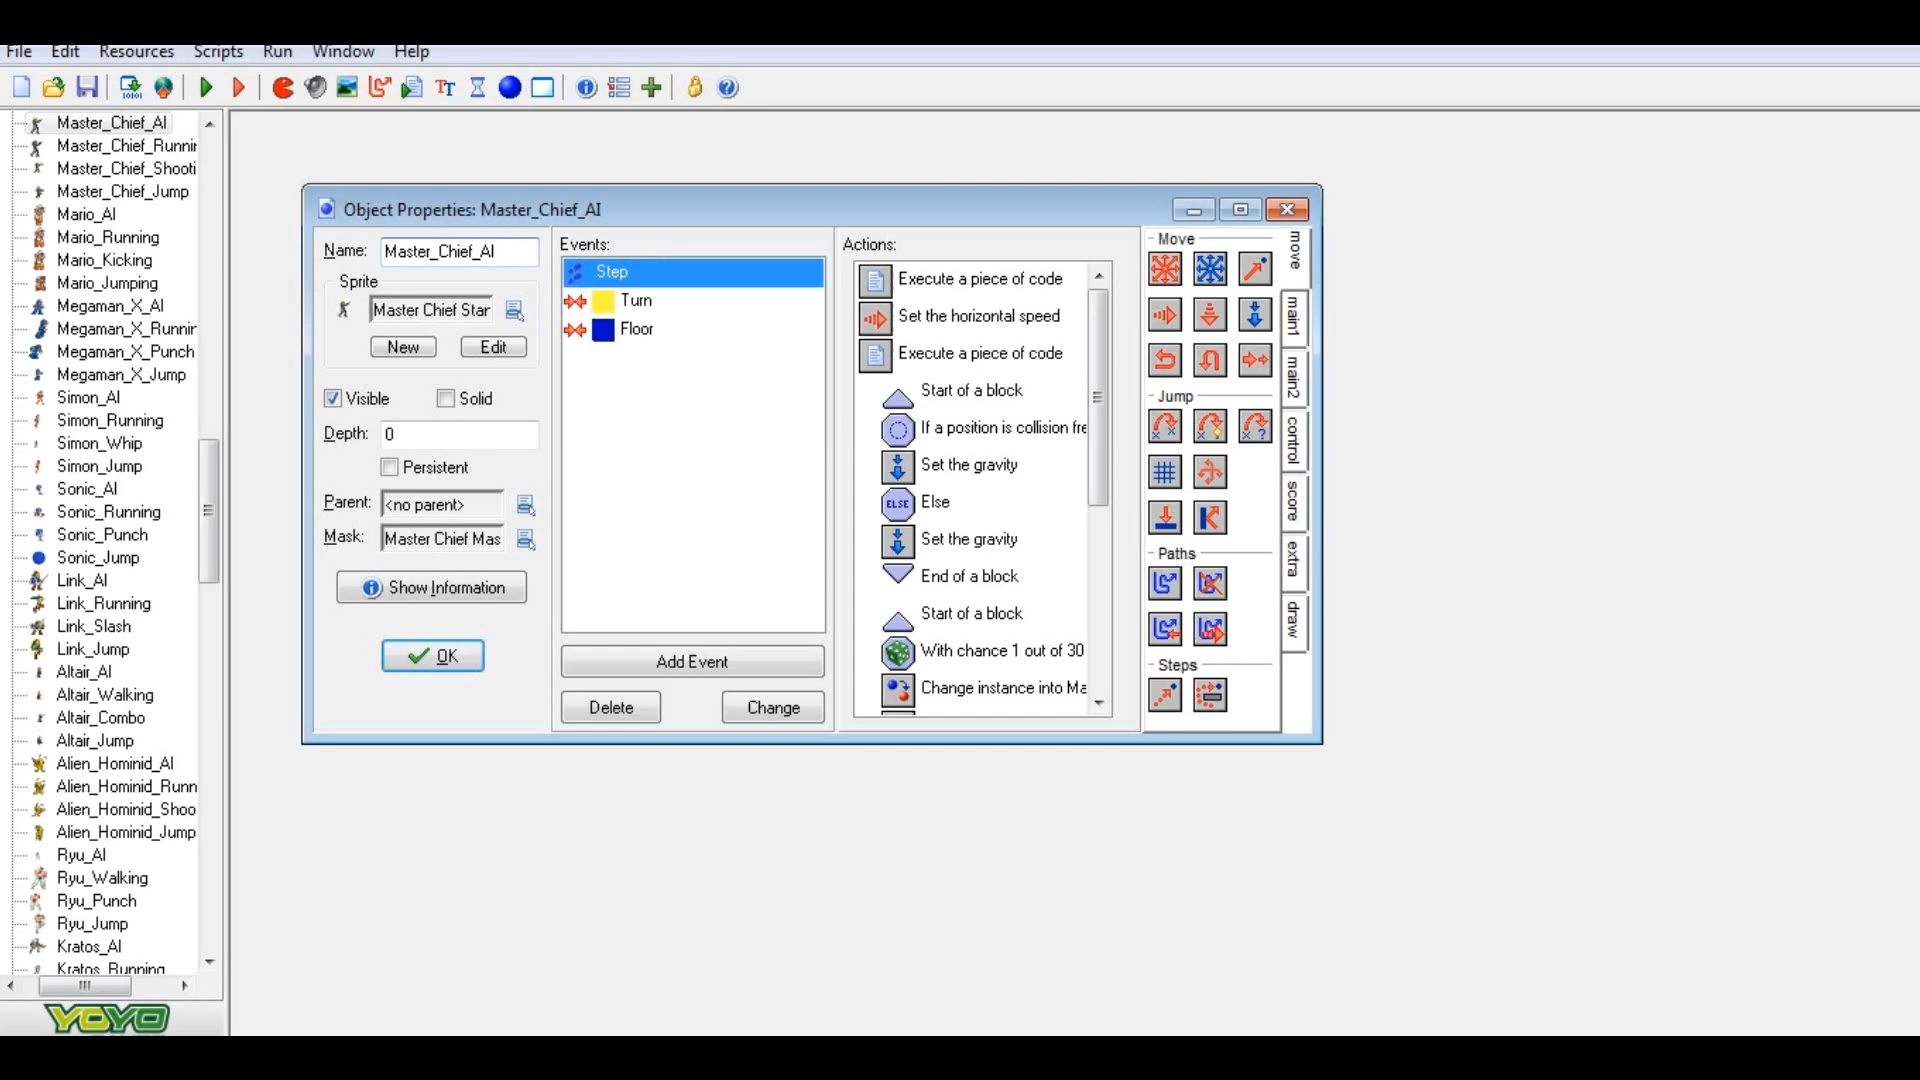 File Edit Resources Scripts Run Window Help
Master_Chief_AI
Master_Chief_Runnin
Master_Chief_Shooti
Master_Chief_Jump
Mario_AI
Mario_Running
Mario_Kicking
Mario_Jumping
Megaman_X_AI
Megaman_X_Runnir
Megaman_X_Punch
Megaman_X_Jump
Simon_AI
Simon_Running
Simon_Whip
Simon_Jump
Sonic_AI
Sonic_Running
Sonic_Punch
Sonic_Jump
Link_AI
Link_Running
Link_Slash
Link_Jump
Altair_AI
Altair_Walking
Altair_Combo
Altair_Jump
Alien_Hominid_AI
Alien_Hominid_Runn
Alien_Hominid_Shoo
Alien_Hominid_Jump
Ryu_AI
Ryu_Walking
Ryu_Punch
Ryu_Jump
Kratos_AI
Kratos_Running
YOYO
Object Properties: Master_Chief_AI
Name: Master_Chief_AI
Sprite
Master Chief Star
New Edit
Visible Solid
Depth: 0
Persistent
Parent: <no parent>
Mask: Master Chief Mas
Show Information
OK
Events:
Step
Turn
Floor
Add Event
Delete Change
Actions:
Execute a piece of code
Set the horizontal speed
Execute a piece of code
Start of a block
If a position is collision fre
Set the gravity
ELSE Else
Set the gravity
End of a block
Start of a block
With chance 1 out of 30
Change instance into Ma
Move
Jump
Paths
Steps
move
main1
main2
control
score
extra
draw